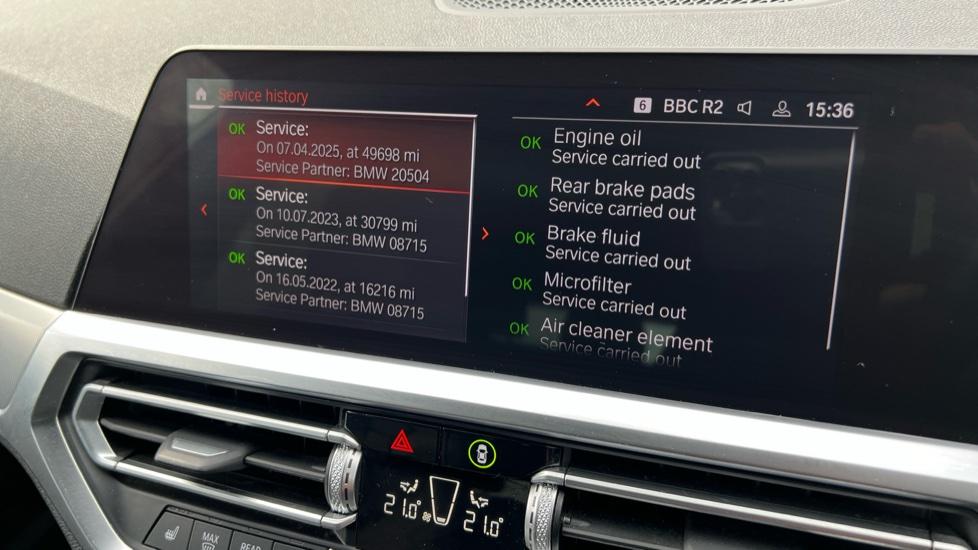 Service history
6 BBC R2 15:36
OK Service:
On 07.04.2025, at 49698 mi
Service Partner: BMW 20504
OK Service:
On 10.07.2023, at 30799 mi
Service Partner: BMW 08715
OK Service:
On 16.05.2022, at 16216 mi
Service Partner: BMW 08715
OK Engine oil
Service carried out
OK Rear brake pads
Service carried out
OK Brake fluid
Service carried out
OK Microfilter
Service carried out
OK Air cleaner element
Service carried out
21.0° 21.0°
MAX
REAR